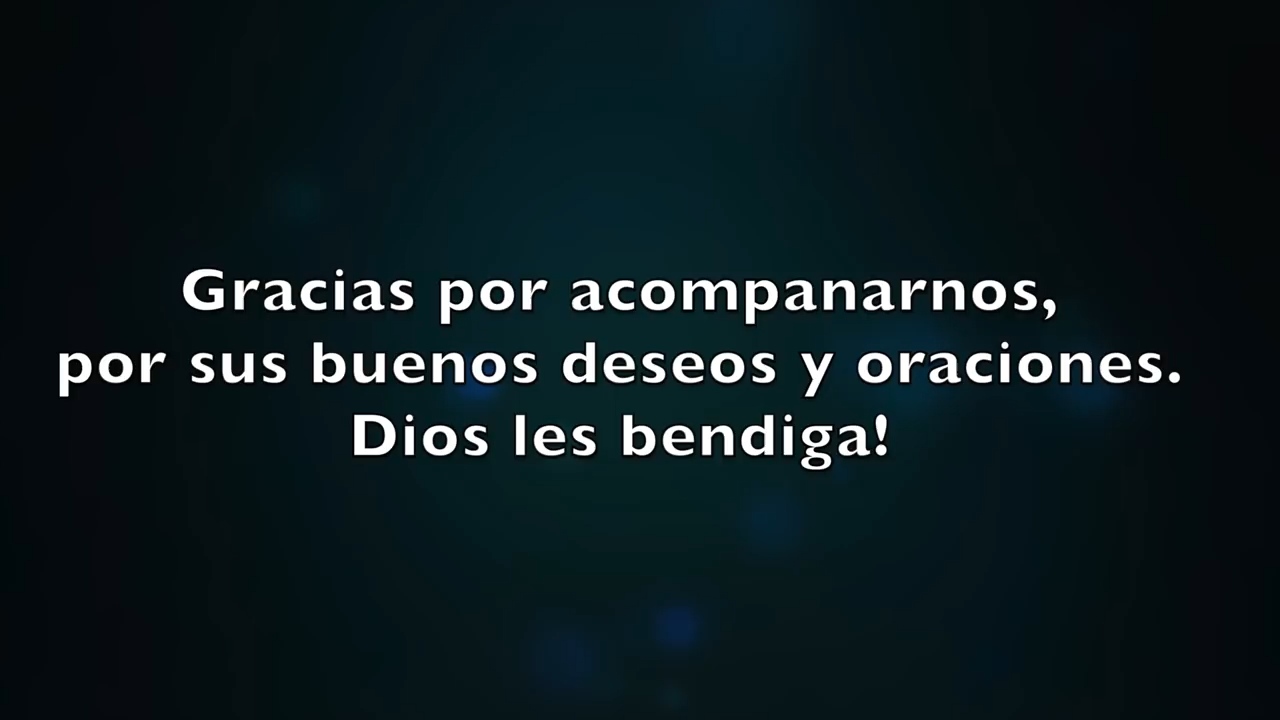 Gracias por acompanarnos,
por sus buenos deseos y oraciones.
Dios les bendiga!